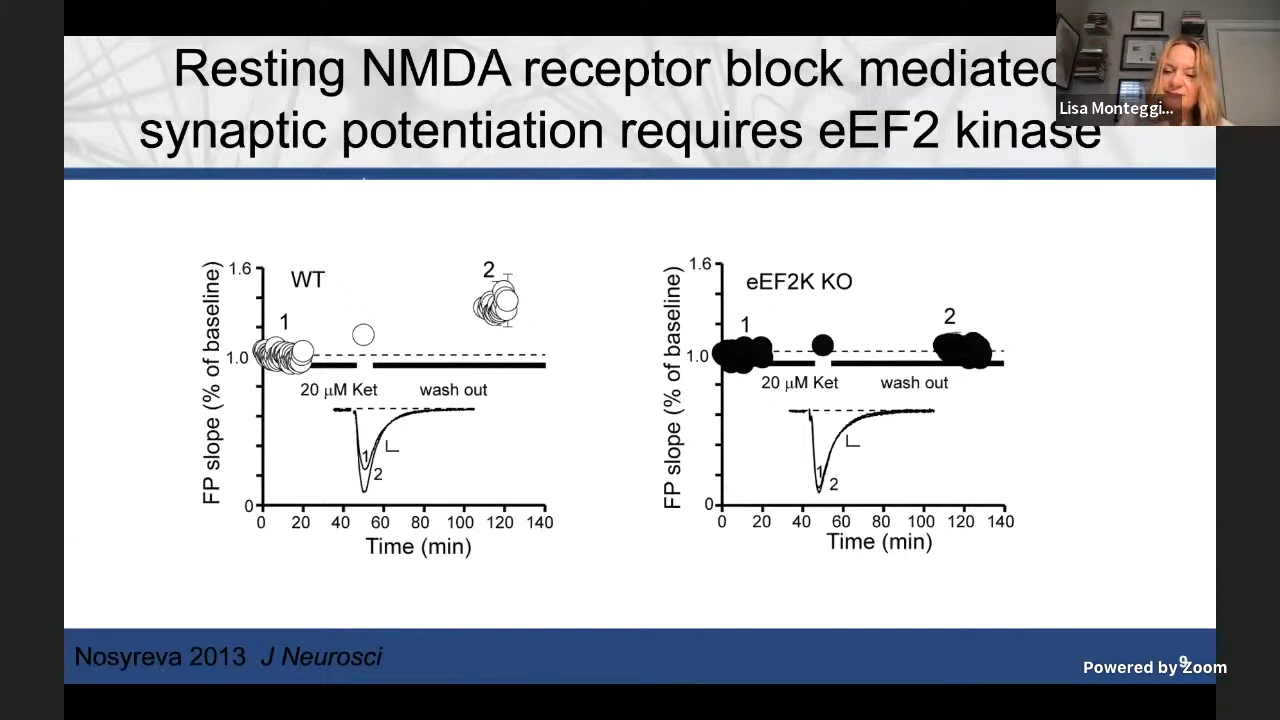 Resting NMDA receptor block mediated
synaptic potentiation requires eEF2 kinase
Lisa Monteggi...
FP slope (% of baseline)
1.6
1.0
0
WT
1
2
20 µM Ket
wash out
1
2
0 20 40 60 80 100 120 140
Time (min)
FP slope (% of baseline)
1.6
1.0
0
eEF2K KO
1
2
20 µM Ket
wash out
1
2
0 20 40 60 80 100 120 140
Time (min)
Nosyreva 2013 J Neurosci
9
Powered by Zoom